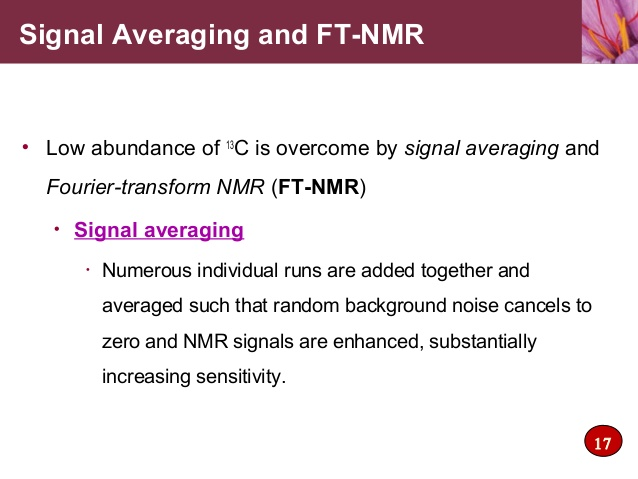 Signal Averaging and FT-NMR
• Low abundance of ¹³C is overcome by signal averaging and
Fourier-transform NMR (FT-NMR)
• Signal averaging
• Numerous individual runs are added together and
averaged such that random background noise cancels to
zero and NMR signals are enhanced, substantially
increasing sensitivity.
17